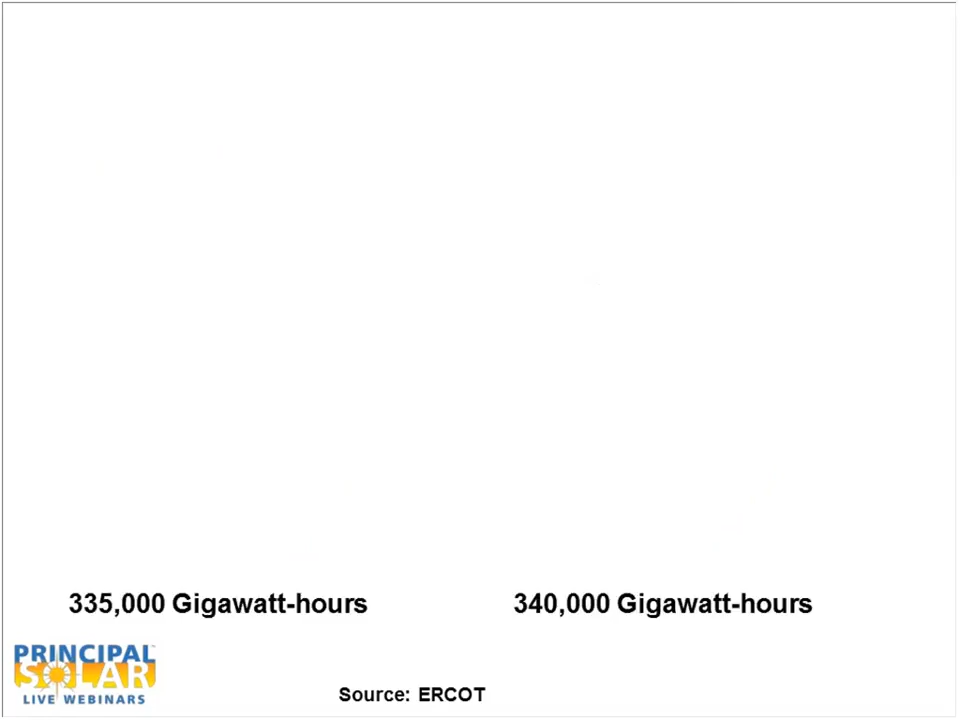 335,000 Gigawatt-hours 340,000 Gigawatt-hours
PRINCIPAL
SOLAR
LIVE WEBINARS
Source: ERCOT